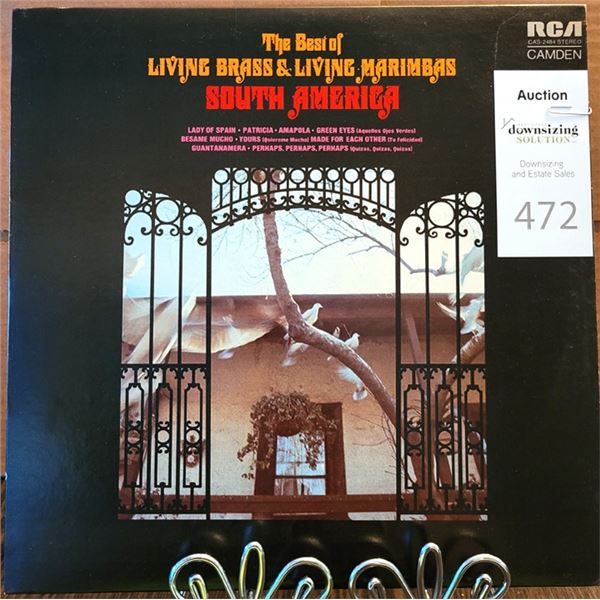 The Best of
LIVING BRASS & LIVING MARIMBAS
SOUTH AMERICA
LADY OF SPAIN • PATRICIA • AMAPOLA • GREEN EYES (Aquellos Ojos Verdes)
BESAME MUCHO • YOURS (Quiereme Mucho) MADE FOR EACH OTHER (Tu Felicidad)
GUANTANAMERA • PERHAPS, PERHAPS, PERHAPS (Quizas, Quizas, Quizas)
RCA
CAS-2484 STEREO
CAMDEN
Auction
downsizing
SOLUTION
Downsizing
and Estate Sales
472